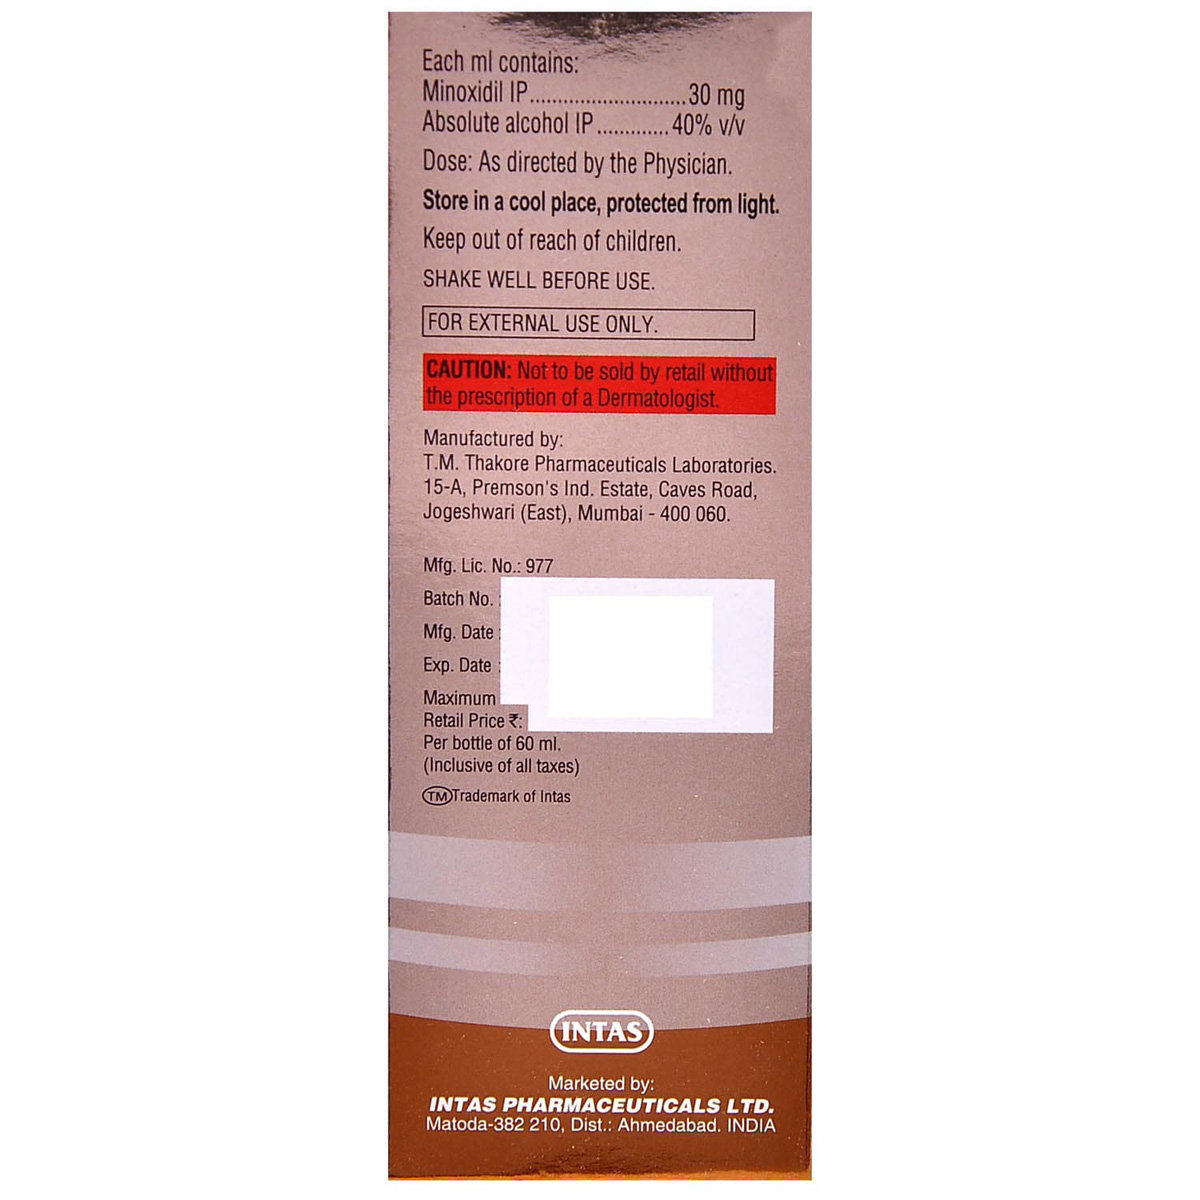 Each ml contains:
Minoxidil IP............................30 mg
Absolute alcohol IP.............40% v/v
Dose: As directed by the Physician.
Store in a cool place, protected from light.
Keep out of reach of children.
SHAKE WELL BEFORE USE.
FOR EXTERNAL USE ONLY.
CAUTION: Not to be sold by retail without
the prescription of a Dermatologist.
Manufactured by:
T.M. Thakore Pharmaceuticals Laboratories.
15-A, Premson's Ind. Estate, Caves Road,
Jogeshwari (East), Mumbai - 400 060.
Mfg. Lic. No.: 977
Batch No. :
Mfg. Date :
Exp. Date :
Maximum
Retail Price ₹:
Per bottle of 60 ml.
(Inclusive of all taxes)
TM Trademark of Intas
INTAS
Marketed by:
INTAS PHARMACEUTICALS LTD.
Matoda-382 210, Dist.: Ahmedabad. INDIA